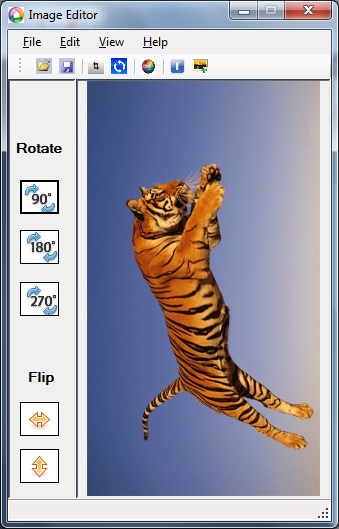 Image Editor
File Edit View Help
Rotate
90°
180°
270°
Flip